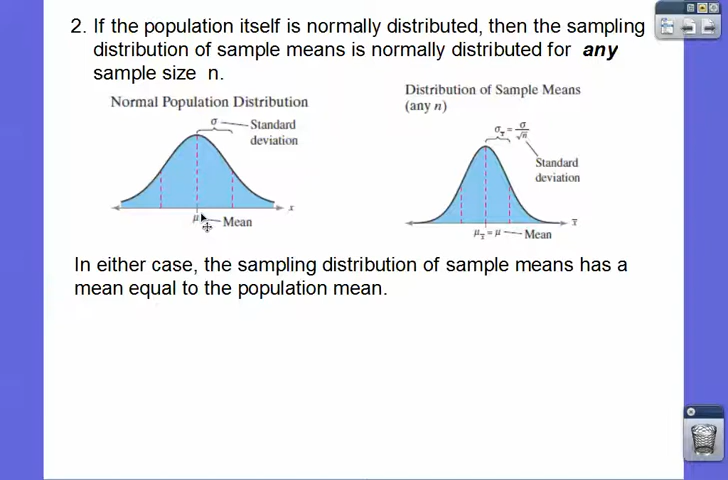 2. If the population itself is normally distributed, then the sampling
distribution of sample means is normally distributed for any
sample size n.
Normal Population Distribution
σ
Standard
deviation
μ
Mean
x
Distribution of Sample Means
(any n)
σx̄ = σ/√n
Standard
deviation
x̄
μx̄ = μ
Mean
In either case, the sampling distribution of sample means has a
mean equal to the population mean.